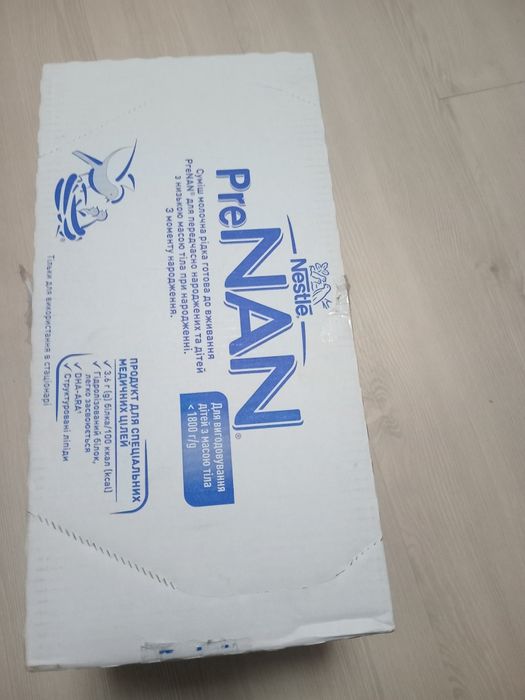 Nestlé®
PreNAN®
Суміш молочна рідка готова до вживання
PreNAN® для передчасно народжених та дітей
з низькою масою тіла при народженні.
З моменту народження.
Для вигодовування
дітей з масою тіла
< 1800 г/g
ПРОДУКТ ДЛЯ СПЕЦІАЛЬНИХ
МЕДИЧНИХ ЦІЛЕЙ
✓ 3,6 г (g) білка/100 ккал (kcal)
✓ Гідролізований білок,
легко засвоюється
✓ DHA-ARA¹
✓ Структуровані ліпіди
Тільки для використання в стаціонарі